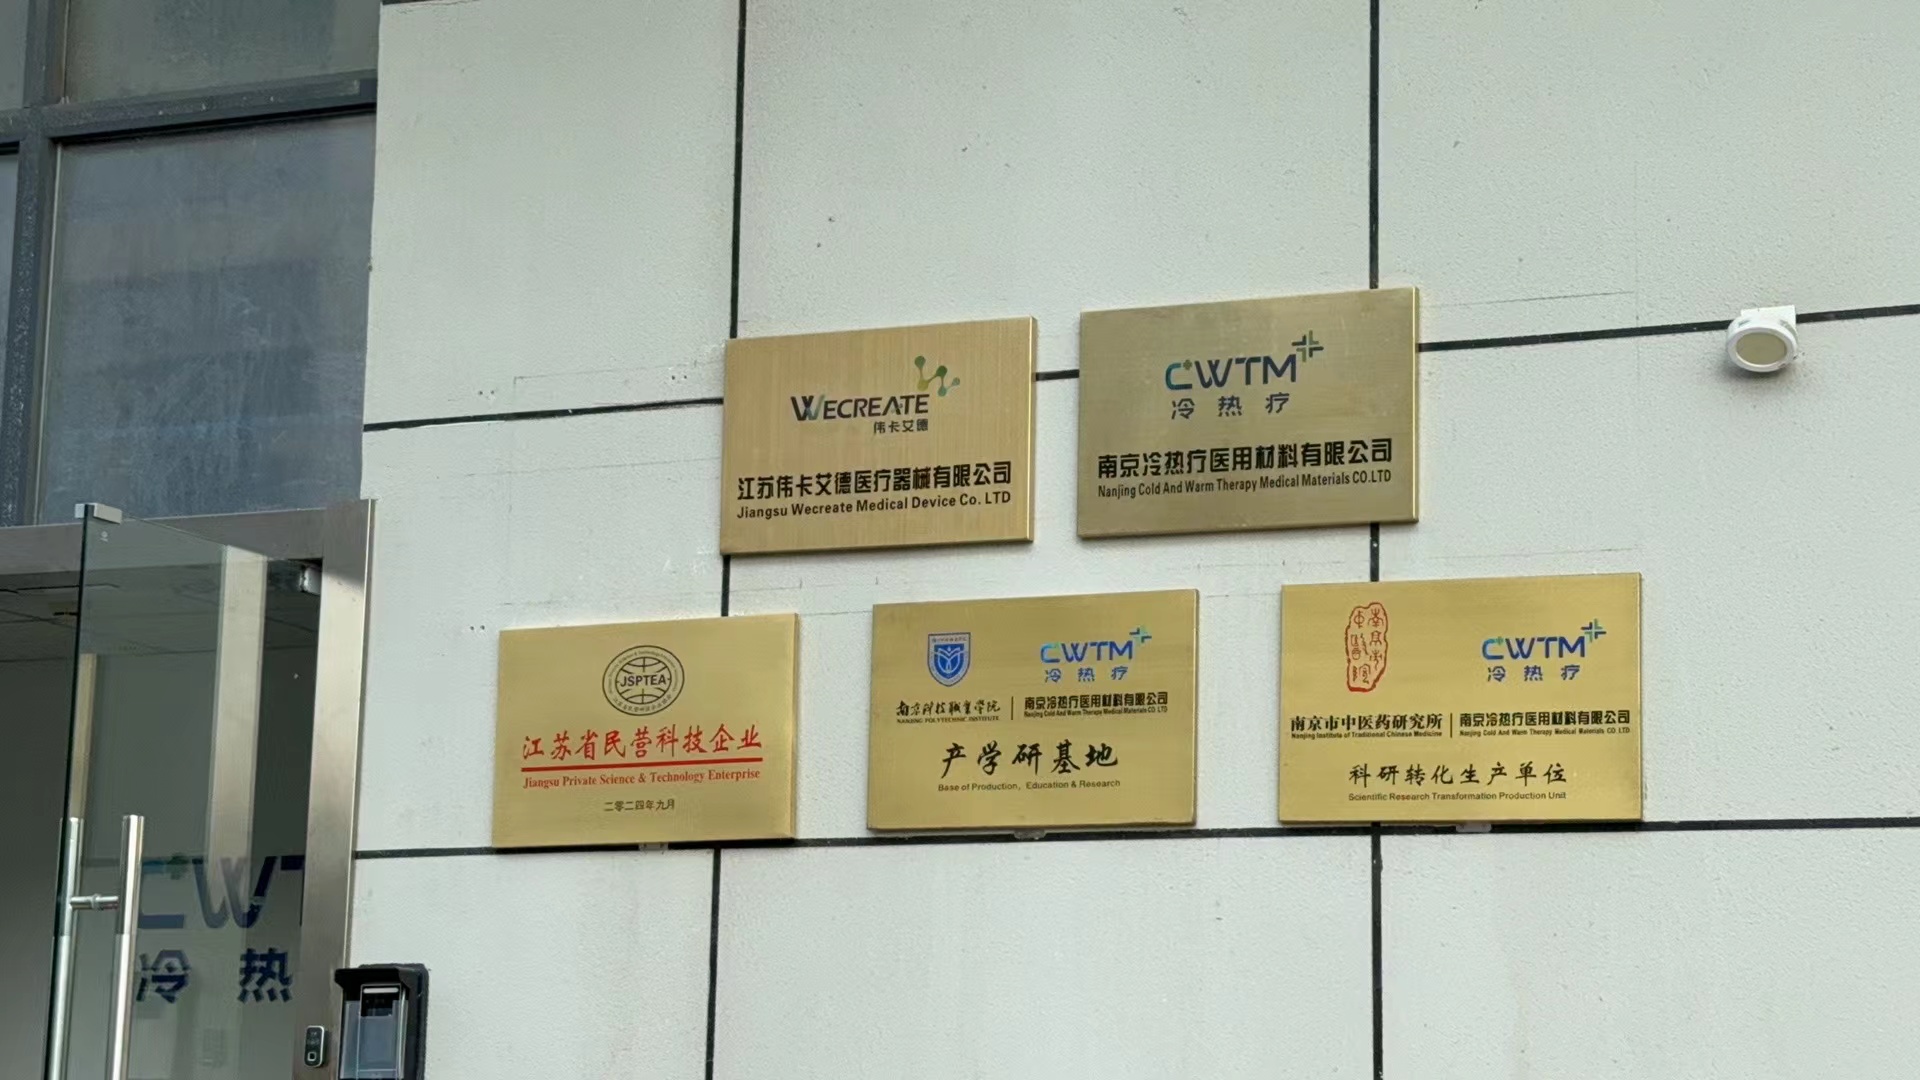 WECREATE
伟卡艾德
江苏伟卡艾德医疗器械有限公司
Jiangsu Wecreate Medical Device Co. LTD
CWTM
冷热疗
南京冷热疗医用材料有限公司
Nanjing Cold And Warm Therapy Medical Materials CO.LTD
JSPTEA
江苏省民营科技企业
Jiangsu Private Science & Technology Enterprise
二零二四年九月
CWTM
冷热疗
南京科技职业学院
NANJING POLYTECHNIC INSTITUTE
南京冷热疗医用材料有限公司
Nanjing Cold And Warm Therapy Medical Materials CO. LTD
产学研基地
Base of Production, Education & Research
CWTM
冷热疗
南京市中医药研究所
Nanjing Institute of Traditional Chinese Medicine
南京冷热疗医用材料有限公司
Nanjing Cold And Warm Therapy Medical Materials CO. LTD
科研转化生产单位
Scientific Research Transformation Production Unit
CWT
冷热